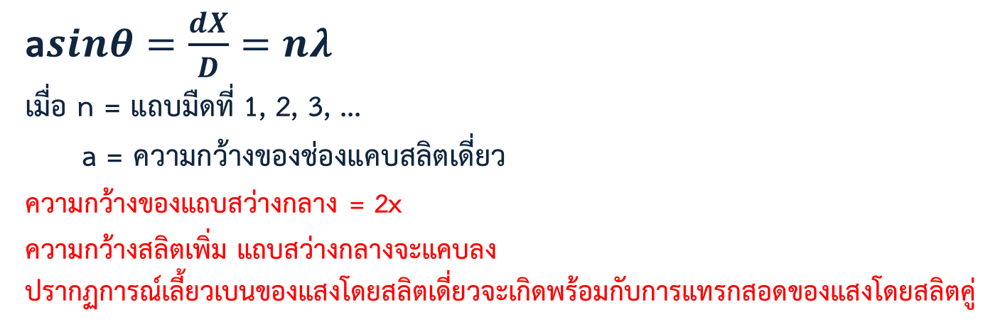 asinθ = dX/D = nλ
เมื่อ n = แถบมืดที่ 1, 2, 3, ...
a = ความกว้างของช่องแคบสลิตเดี่ยว
ความกว้างของแถบสว่างกลาง = 2x
ความกว้างสลิตเพิ่ม แถบสว่างกลางจะแคบลง
ปรากฏการณ์เลี้ยวเบนของแสงโดยสลิตเดี่ยวจะเกิดพร้อมกับการแทรกสอดของแสงโดยสลิตคู่